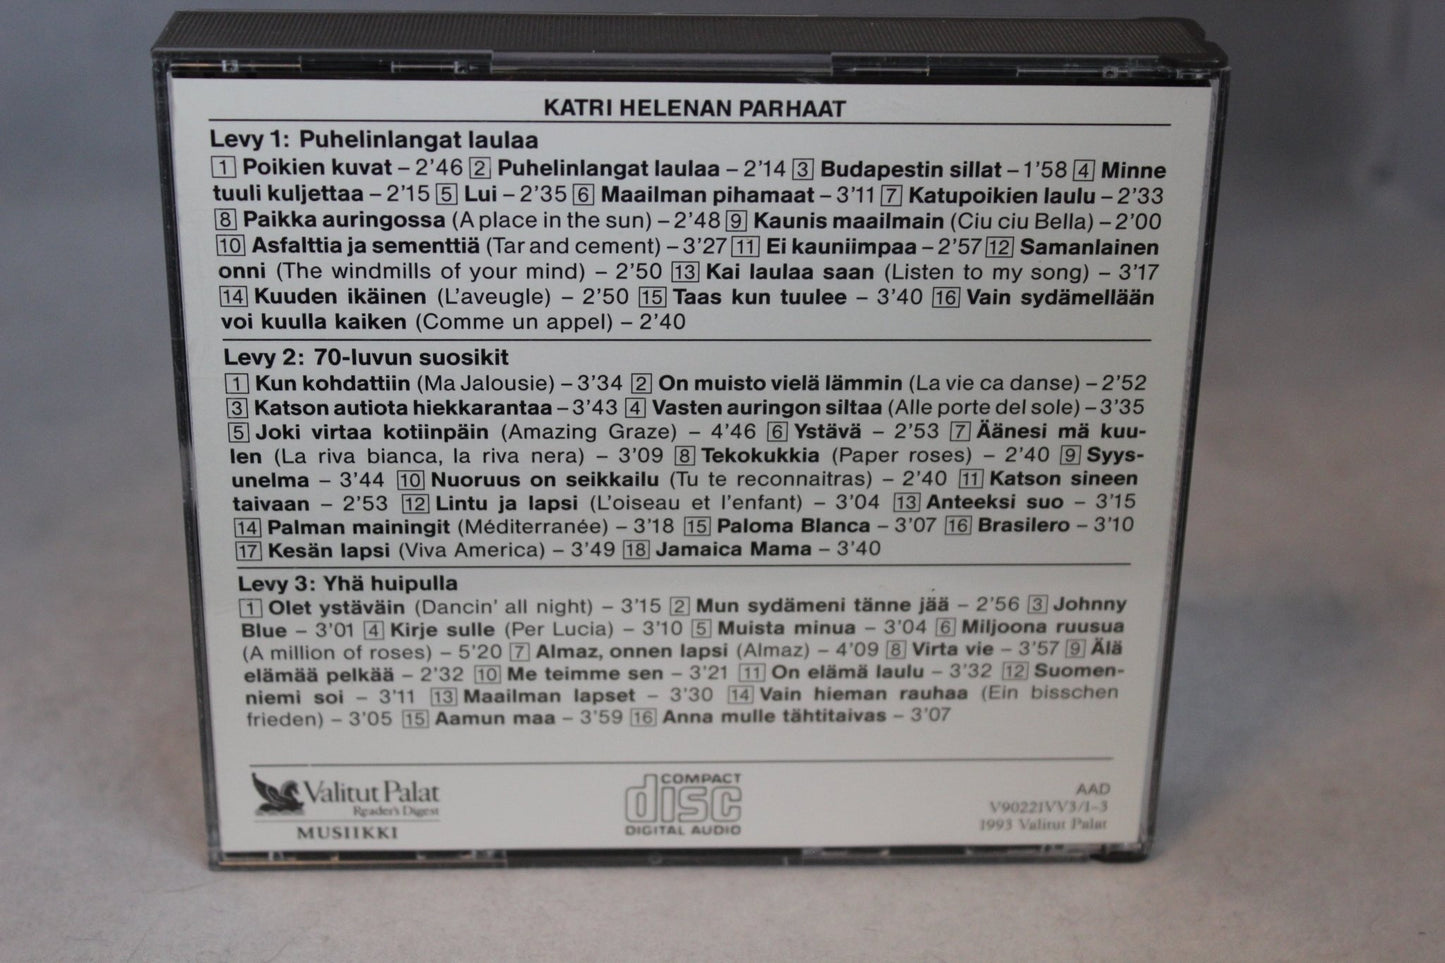 KATRI HELENAN PARHAAT
Levy 1: Puhelinlangat laulaa
1 Poikien kuvat – 2’46 2 Puhelinlangat laulaa – 2’14 3 Budapestin sillat – 1’58 4 Minne
tuuli kuljettaa – 2’15 5 Lui – 2’35 6 Maailman pihamaat – 3’11 7 Katupoikien laulu – 2’33
8 Paikka auringossa (A place in the sun) – 2’48 9 Kaunis maailmain (Ciu ciu Bella) – 2’00
10 Asfalttia ja sementtiä (Tar and cement) – 3’27 11 Ei kauniimpaa – 2’57 12 Samanlainen
onni (The windmills of your mind) – 2’50 13 Kai laulaa saan (Listen to my song) – 3’17
14 Kuuden ikäinen (L’aveugle) – 2’50 15 Taas kun tuulee – 3’40 16 Vain sydämellään
voi kuulla kaiken (Comme un appel) – 2’40
Levy 2: 70-luvun suosikit
1 Kun kohdattiin (Ma Jalousie) – 3’34 2 On muisto vielä lämmin (La vie ca danse) – 2’52
3 Katson autiota hiekkarantaa – 3’43 4 Vasten auringon siltaa (Alle porte del sole) – 3’35
5 Joki virtaa kotiinpäin (Amazing Graze) – 4’46 6 Ystävä – 2’53 7 Äänesi mä kuu-
len (La riva bianca, la riva nera) – 3’09 8 Tekokukkia (Paper roses) – 2’40 9 Syys-
unelma – 3’44 10 Nuoruus on seikkailu (Tu te reconnaitras) – 2’40 11 Katson sineen
taivaan – 2’53 12 Lintu ja lapsi (L’oiseau et l’enfant) – 3’04 13 Anteeksi suo – 3’15
14 Palman mainingit (Méditerranée) – 3’18 15 Paloma Blanca – 3’07 16 Brasilero – 3’10
17 Kesän lapsi (Viva America) – 3’49 18 Jamaica Mama – 3’40
Levy 3: Yhä huipulla
1 Olet ystäväin (Dancin’ all night) – 3’15 2 Mun sydämeni tänne jää – 2’56 3 Johnny
Blue – 3’01 4 Kirje sulle (Per Lucia) – 3’10 5 Muista minua – 3’04 6 Miljoona ruusua
(A million of roses) – 5’20 7 Almaz, onnen lapsi (Almaz) – 4’09 8 Virta vie – 3’57 9 Älä
elämää pelkää – 2’32 10 Me teimme sen – 3’21 11 On elämä laulu – 3’32 12 Suomen-
niemi soi – 3’11 13 Maailman lapset – 3’30 14 Vain hieman rauhaa (Ein bisschen
frieden) – 3’05 15 Aamun maa – 3’59 16 Anna mulle tähtitaivas – 3’07
Valitut Palat
Reader's Digest
MUSIIKKI
COMPACT
disc
DIGITAL AUDIO
AAD
V90221VV3/1-3
1993 Valitut Palat